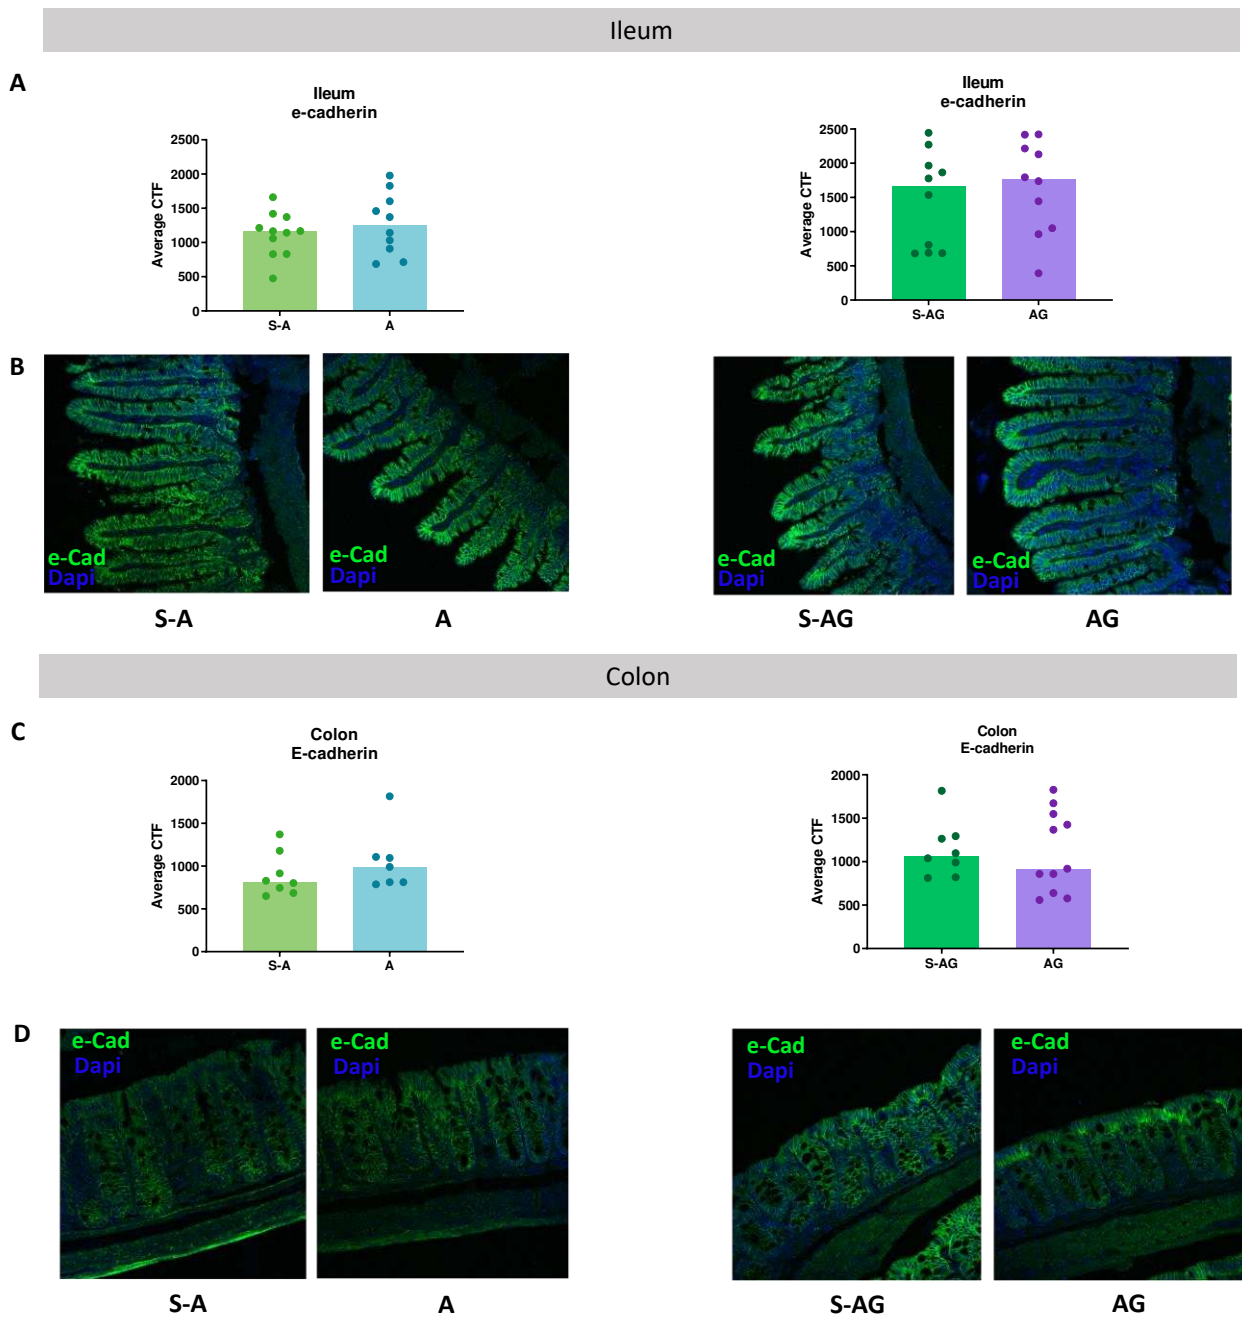 Ileum
A
Ileum
e-cadherin
Average CTF
2500
2000
1500
1000
500
0
S-A
A
Ileum
e-cadherin
Average CTF
2500
2000
1500
1000
500
0
S-AG
AG
B
e-Cad
Dapi
e-Cad
Dapi
e-Cad
Dapi
e-Cad
Dapi
S-A
A
S-AG
AG
Colon
C
Colon
E-cadherin
Average CTF
2000
1500
1000
500
0
S-A
A
Colon
E-cadherin
Average CTF
2000
1500
1000
500
0
S-AG
AG
D
e-Cad
Dapi
e-Cad
Dapi
e-Cad
Dapi
e-Cad
Dapi
S-A
A
S-AG
AG